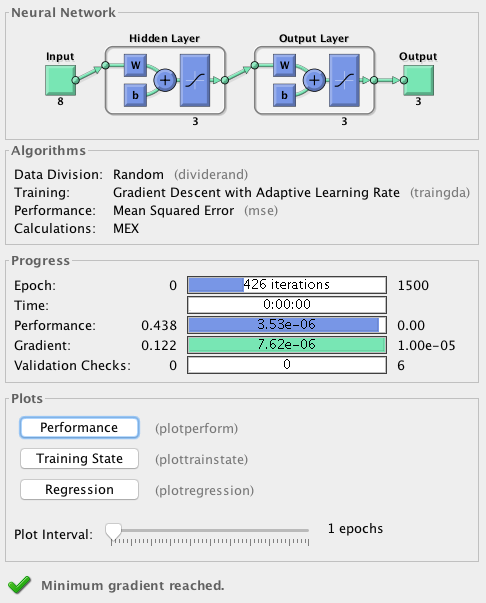 Neural Network
Hidden Layer
Output Layer
Input
Output
W
W
b
b
+
+
8
3
3
3
Algorithms
Data Division: Random (dividerand)
Training: Gradient Descent with Adaptive Learning Rate (traingda)
Performance: Mean Squared Error (mse)
Calculations: MEX
Progress
Epoch: 0 426 iterations 1500
Time: 0:00:00
Performance: 0.438 3.53e-06 0.00
Gradient: 0.122 7.62e-06 1.00e-05
Validation Checks: 0 0 6
Plots
Performance (plotperform)
Training State (plottrainstate)
Regression (plotregression)
Plot Interval: 1 epochs
Minimum gradient reached.